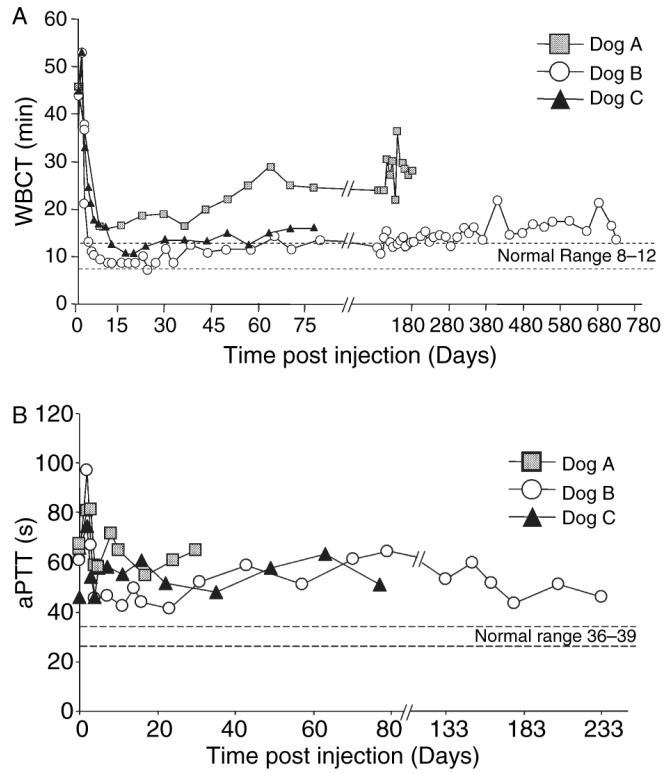 A
60
50
40
30
20
10
0
WBCT (min)
Dog A
Dog B
Dog C
Normal Range 8–12
0 15 30 45 60 75 // 180 280 380 480 580 680 780
Time post injection (Days)
B
120
100
80
60
40
20
0
aPTT (s)
Dog A
Dog B
Dog C
Normal range 36–39
0 20 40 60 80 // 133 183 233
Time post injection (Days)